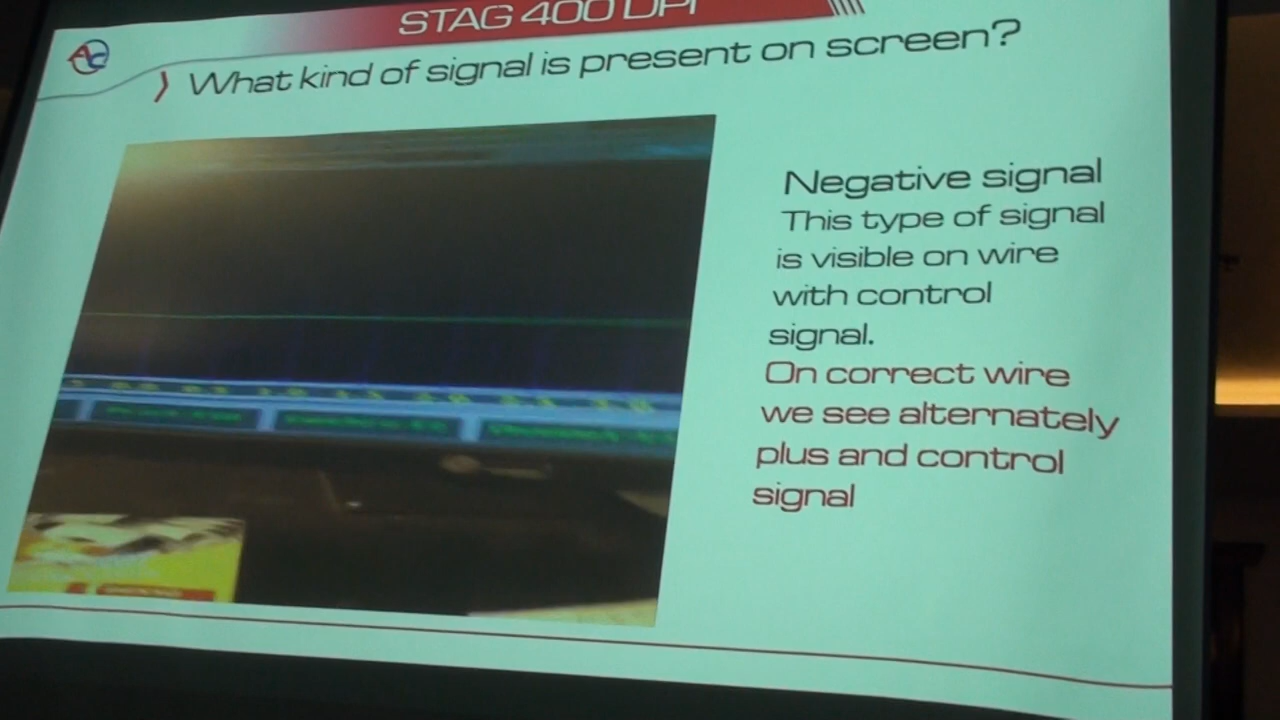 STAG 400 DPI
AC
What kind of signal is present on screen?
Negative signal
This type of signal
is visible on wire
with control
signal.
On correct wire
we see alternately
plus and control
signal